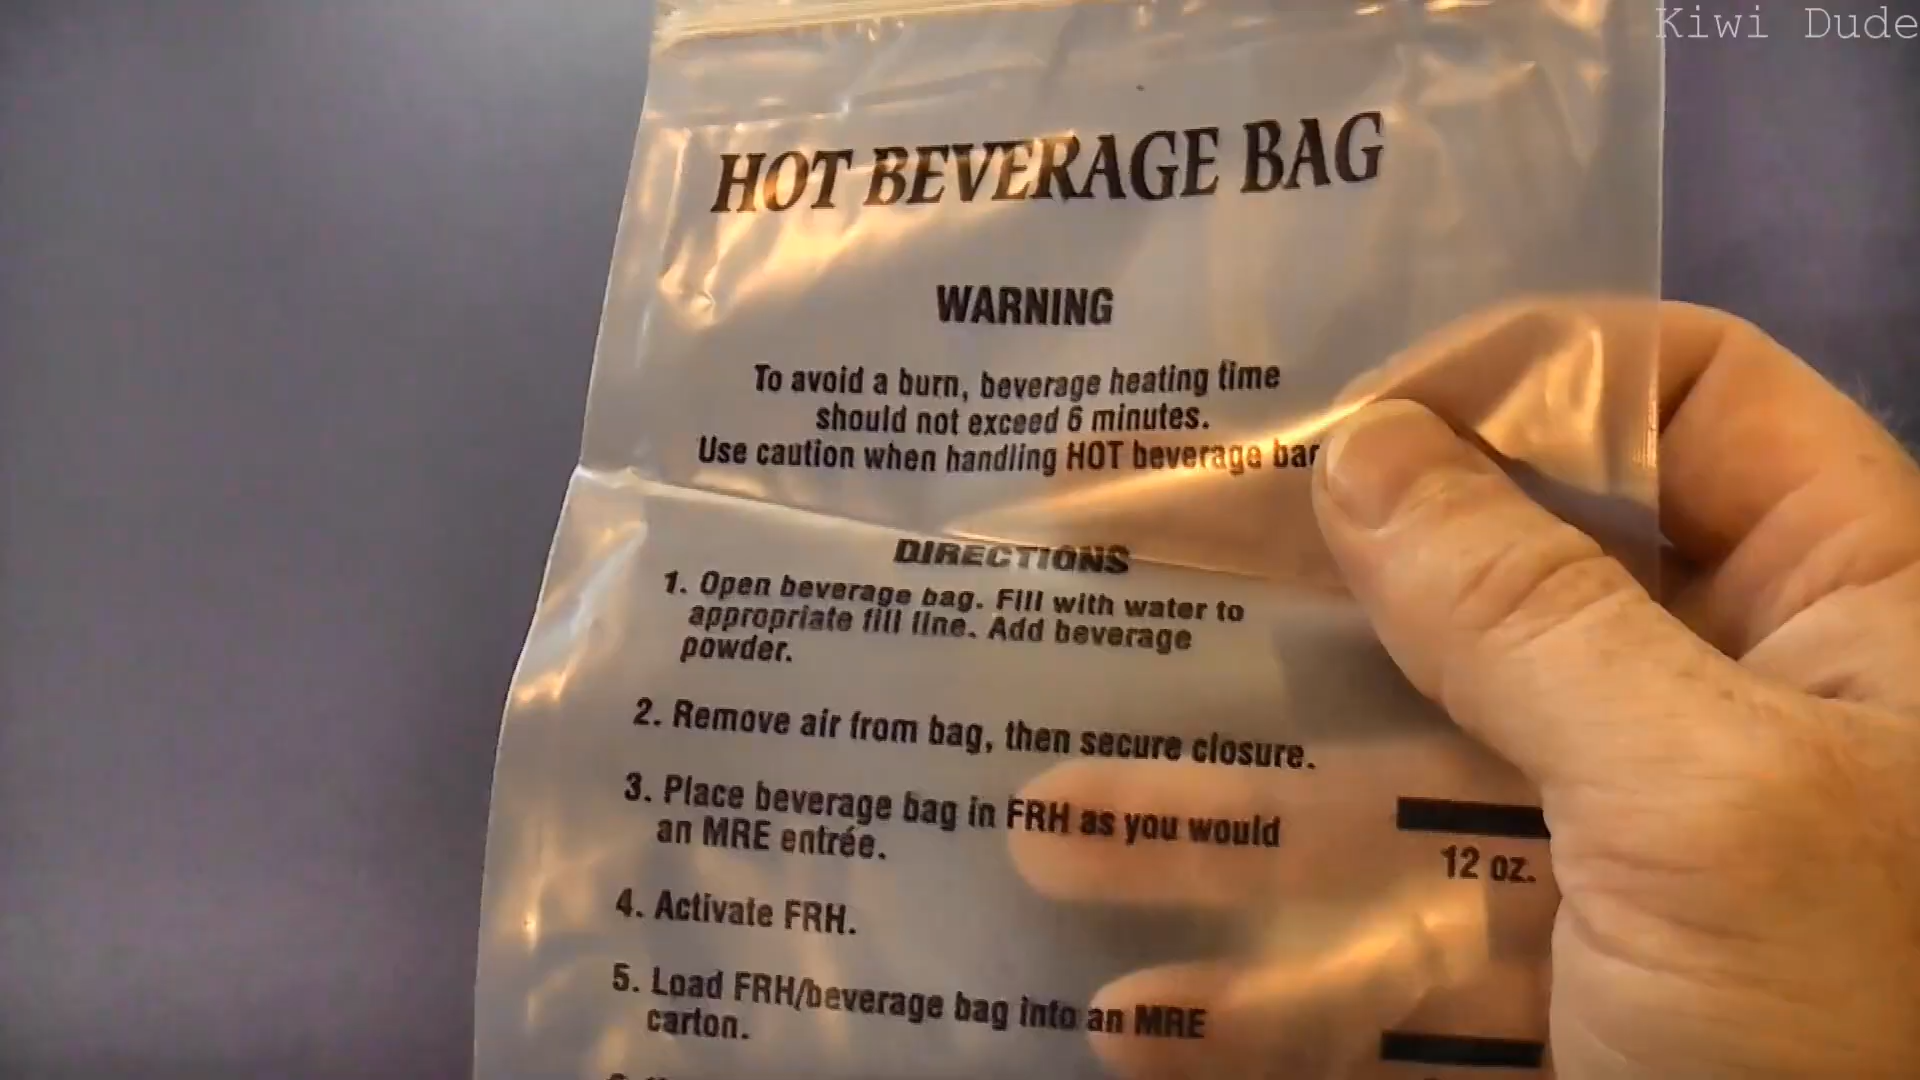 Kiwi Dude
HOT BEVERAGE BAG
WARNING
To avoid a burn, beverage heating time
should not exceed 6 minutes.
Use caution when handling HOT beverage
DIRECTIONS
1. Open beverage bag. Fill with water to
appropriate fill line. Add beverage
powder.
2. Remove air from bag, then secure closure.
3. Place beverage bag in FRH as you would
an MRE entrée.
12 oz.
4. Activate FRH.
5. Load FRH/beverage bag into an MRE
carton.